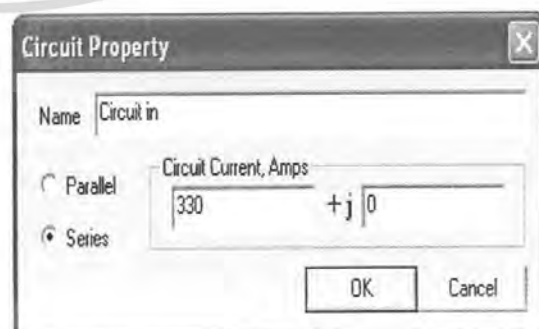 Circuit Property
Name Circuit in
Parallel
Series
Circuit Current, Amps
330 +j 0
OK Cancel